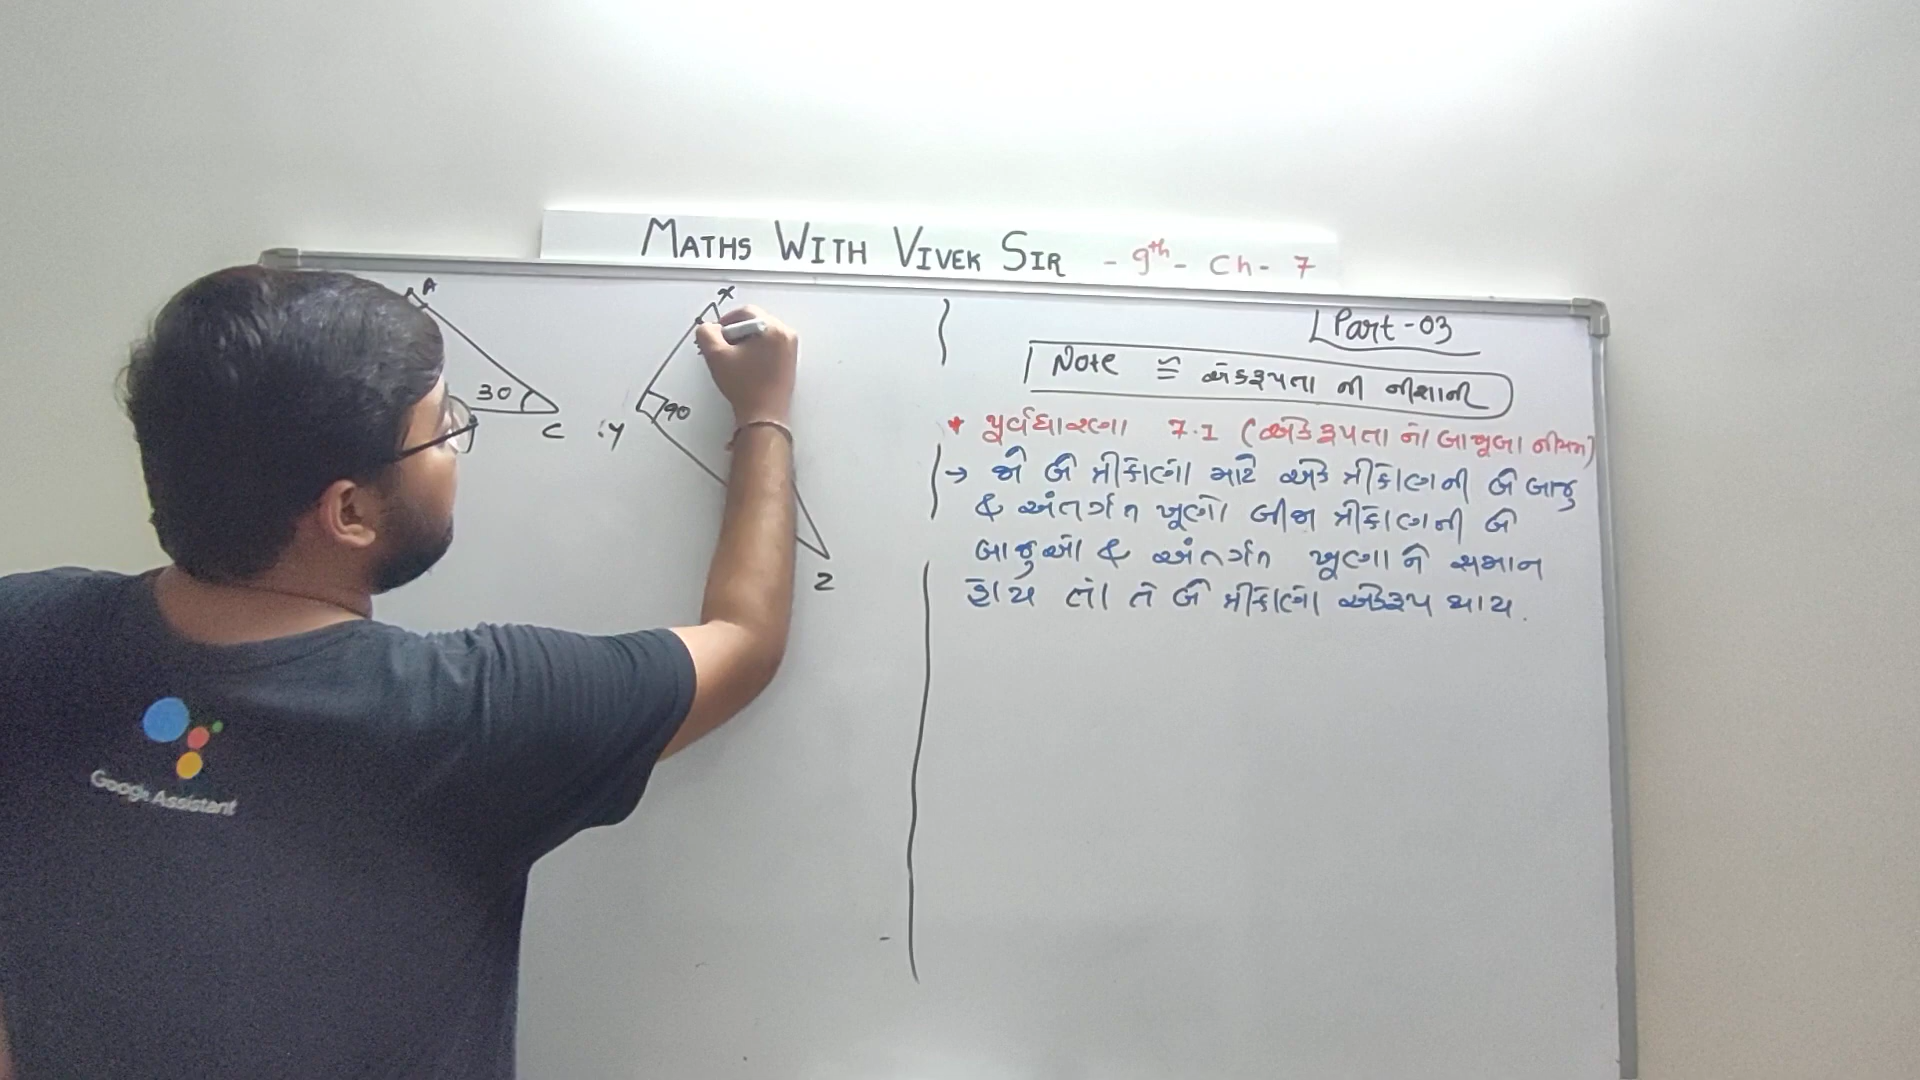 MATHS WITH VIVEK SIR - 9th - Ch - 7
Part - 03
Note ≅ એકરૂપતા ની નીશાની
* પૂર્વધારણા 7.1 (એકરૂપતા નો બાખૂબા નીયમ)
→ જો બે ત્રીકોણો માટે એક ત્રીકોણની બે બાજુ
& અંતર્ગત ખૂણો બીજા ત્રીકોણની બે
બાજુઓ & અંતર્ગત ખૂણા ને સમાન
હોય તો તે બે ત્રીકોણો એકરૂપ થાય.
A
30
C
X
Y
90
Z
Google Assistant